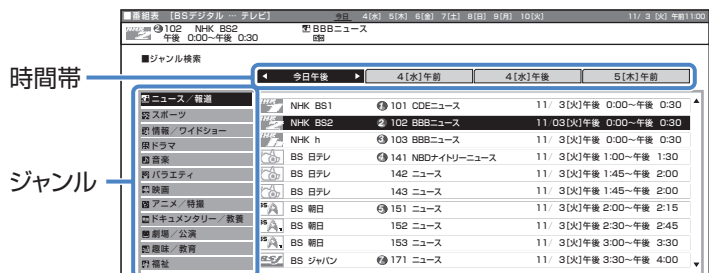 ■番組表 [BSデジタル … テレビ] 今日 4[水] 5[木] 6[金] 7[土] 8[日] 9[月] 10[火] 11/ 3 [火] 午前11:00
②102 NHK BS2 BBBニュース
午後 0:00~午後 0:30
■ジャンル検索
時間帯
◀ 今日午後 ▶ 4[水]午前 4[水]午後 5[木]午前
ジャンル
ニュース/報道
スポーツ
情報/ワイドショー
ドラマ
音楽
バラエティ
映画
アニメ/特撮
ドキュメンタリー/教養
劇場/公演
趣味/教育
福祉
NHK BS1 ① 101 CDEニュース 11/ 3[火]午後 0:00~午後 0:30
NHK BS2 ② 102 BBBニュース 11/03[火]午後 0:00~午後 0:30
NHK h ③ 103 BBBニュース 11/ 3[火]午後 0:00~午後 0:30
BS 日テレ ④ 141 NBDナイトリーニュース 11/ 3[火]午後 1:00~午後 1:30
BS 日テレ 142 ニュース 11/ 3[火]午後 1:45~午後 2:00
BS 日テレ 143 ニュース 11/ 3[火]午後 1:45~午後 2:00
BS 朝日 ⑤ 151 ニュース 11/ 3[火]午後 2:00~午後 2:15
BS 朝日 152 ニュース 11/ 3[火]午後 2:30~午後 2:45
BS 朝日 153 ニュース 11/ 3[火]午後 3:00~午後 3:30
BS ジャパン ⑦ 171 ニュース 11/ 3[火]午後 3:30~午後 4:00